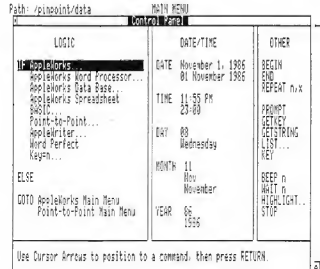 Path: /pinpoint/data MAIN MENU
Control Panel
LOGIC
IF AppleWorks...
AppleWorks Word Processor...
AppleWorks Data Base...
AppleWorks Spreadsheet
BASIC...
Point-to-Point...
AppleWriter...
Word Perfect
Key=n...
ELSE
GOTO AppleWorks Main Menu
Point-to-Point Main Menu
DATE/TIME
DATE November 1, 1986
01 November 1986
TIME 11:55 PM
23:00
DAY 08
Wednesday
MONTH 11
Nov
November
YEAR 86
1986
OTHER
BEGIN
END
REPEAT n,x
PROMPT
GETKEY
GETSTRING
LIST...
KEY
BEEP n
WAIT n
HIGHLIGHT..
STOP
Use Cursor Arrows to position to a command, then press RETURN.